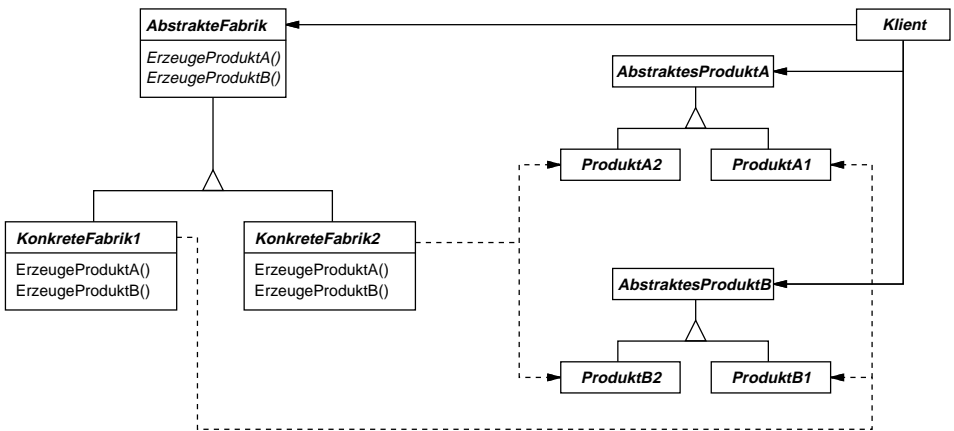 AbstrakteFabrik
ErzeugeProduktA()
ErzeugeProduktB()
Klient
AbstraktesProduktA
ProduktA2
ProduktA1
KonkreteFabrik1
ErzeugeProduktA()
ErzeugeProduktB()
KonkreteFabrik2
ErzeugeProduktA()
ErzeugeProduktB()
AbstraktesProduktB
ProduktB2
ProduktB1